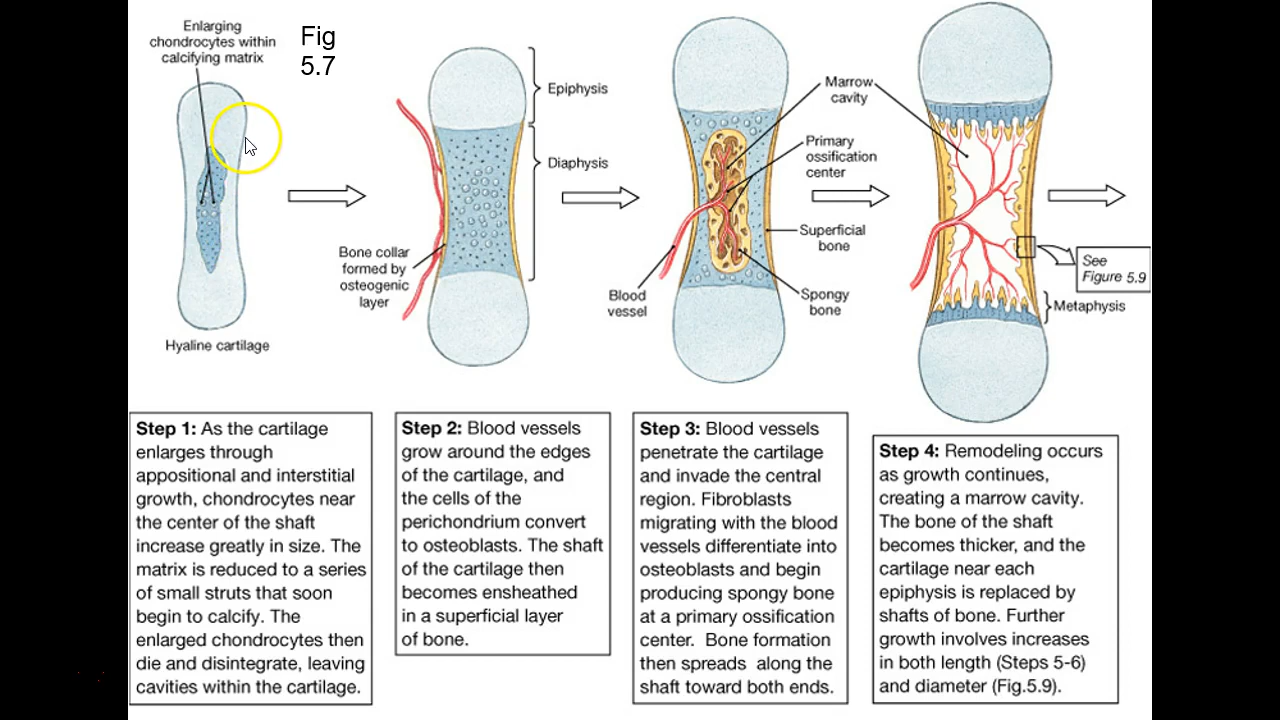 Enlarging
chondrocytes within
calcifying matrix
Fig
5.7
Hyaline cartilage
Epiphysis
Diaphysis
Bone collar
formed by
osteogenic
layer
Marrow
cavity
Primary
ossification
center
Superficial
bone
Spongy
bone
Blood
vessel
See
Figure 5.9
Metaphysis
Step 1: As the cartilage
enlarges through
appositional and interstitial
growth, chondrocytes near
the center of the shaft
increase greatly in size. The
matrix is reduced to a series
of small struts that soon
begin to calcify. The
enlarged chondrocytes then
die and disintegrate, leaving
cavities within the cartilage.
Step 2: Blood vessels
grow around the edges
of the cartilage, and
the cells of the
perichondrium convert
to osteoblasts. The shaft
of the cartilage then
becomes ensheathed
in a superficial layer
of bone.
Step 3: Blood vessels
penetrate the cartilage
and invade the central
region. Fibroblasts
migrating with the blood
vessels differentiate into
osteoblasts and begin
producing spongy bone
at a primary ossification
center. Bone formation
then spreads along the
shaft toward both ends.
Step 4: Remodeling occurs
as growth continues,
creating a marrow cavity.
The bone of the shaft
becomes thicker, and the
cartilage near each
epiphysis is replaced by
shafts of bone. Further
growth involves increases
in both length (Steps 5-6)
and diameter (Fig.5.9).